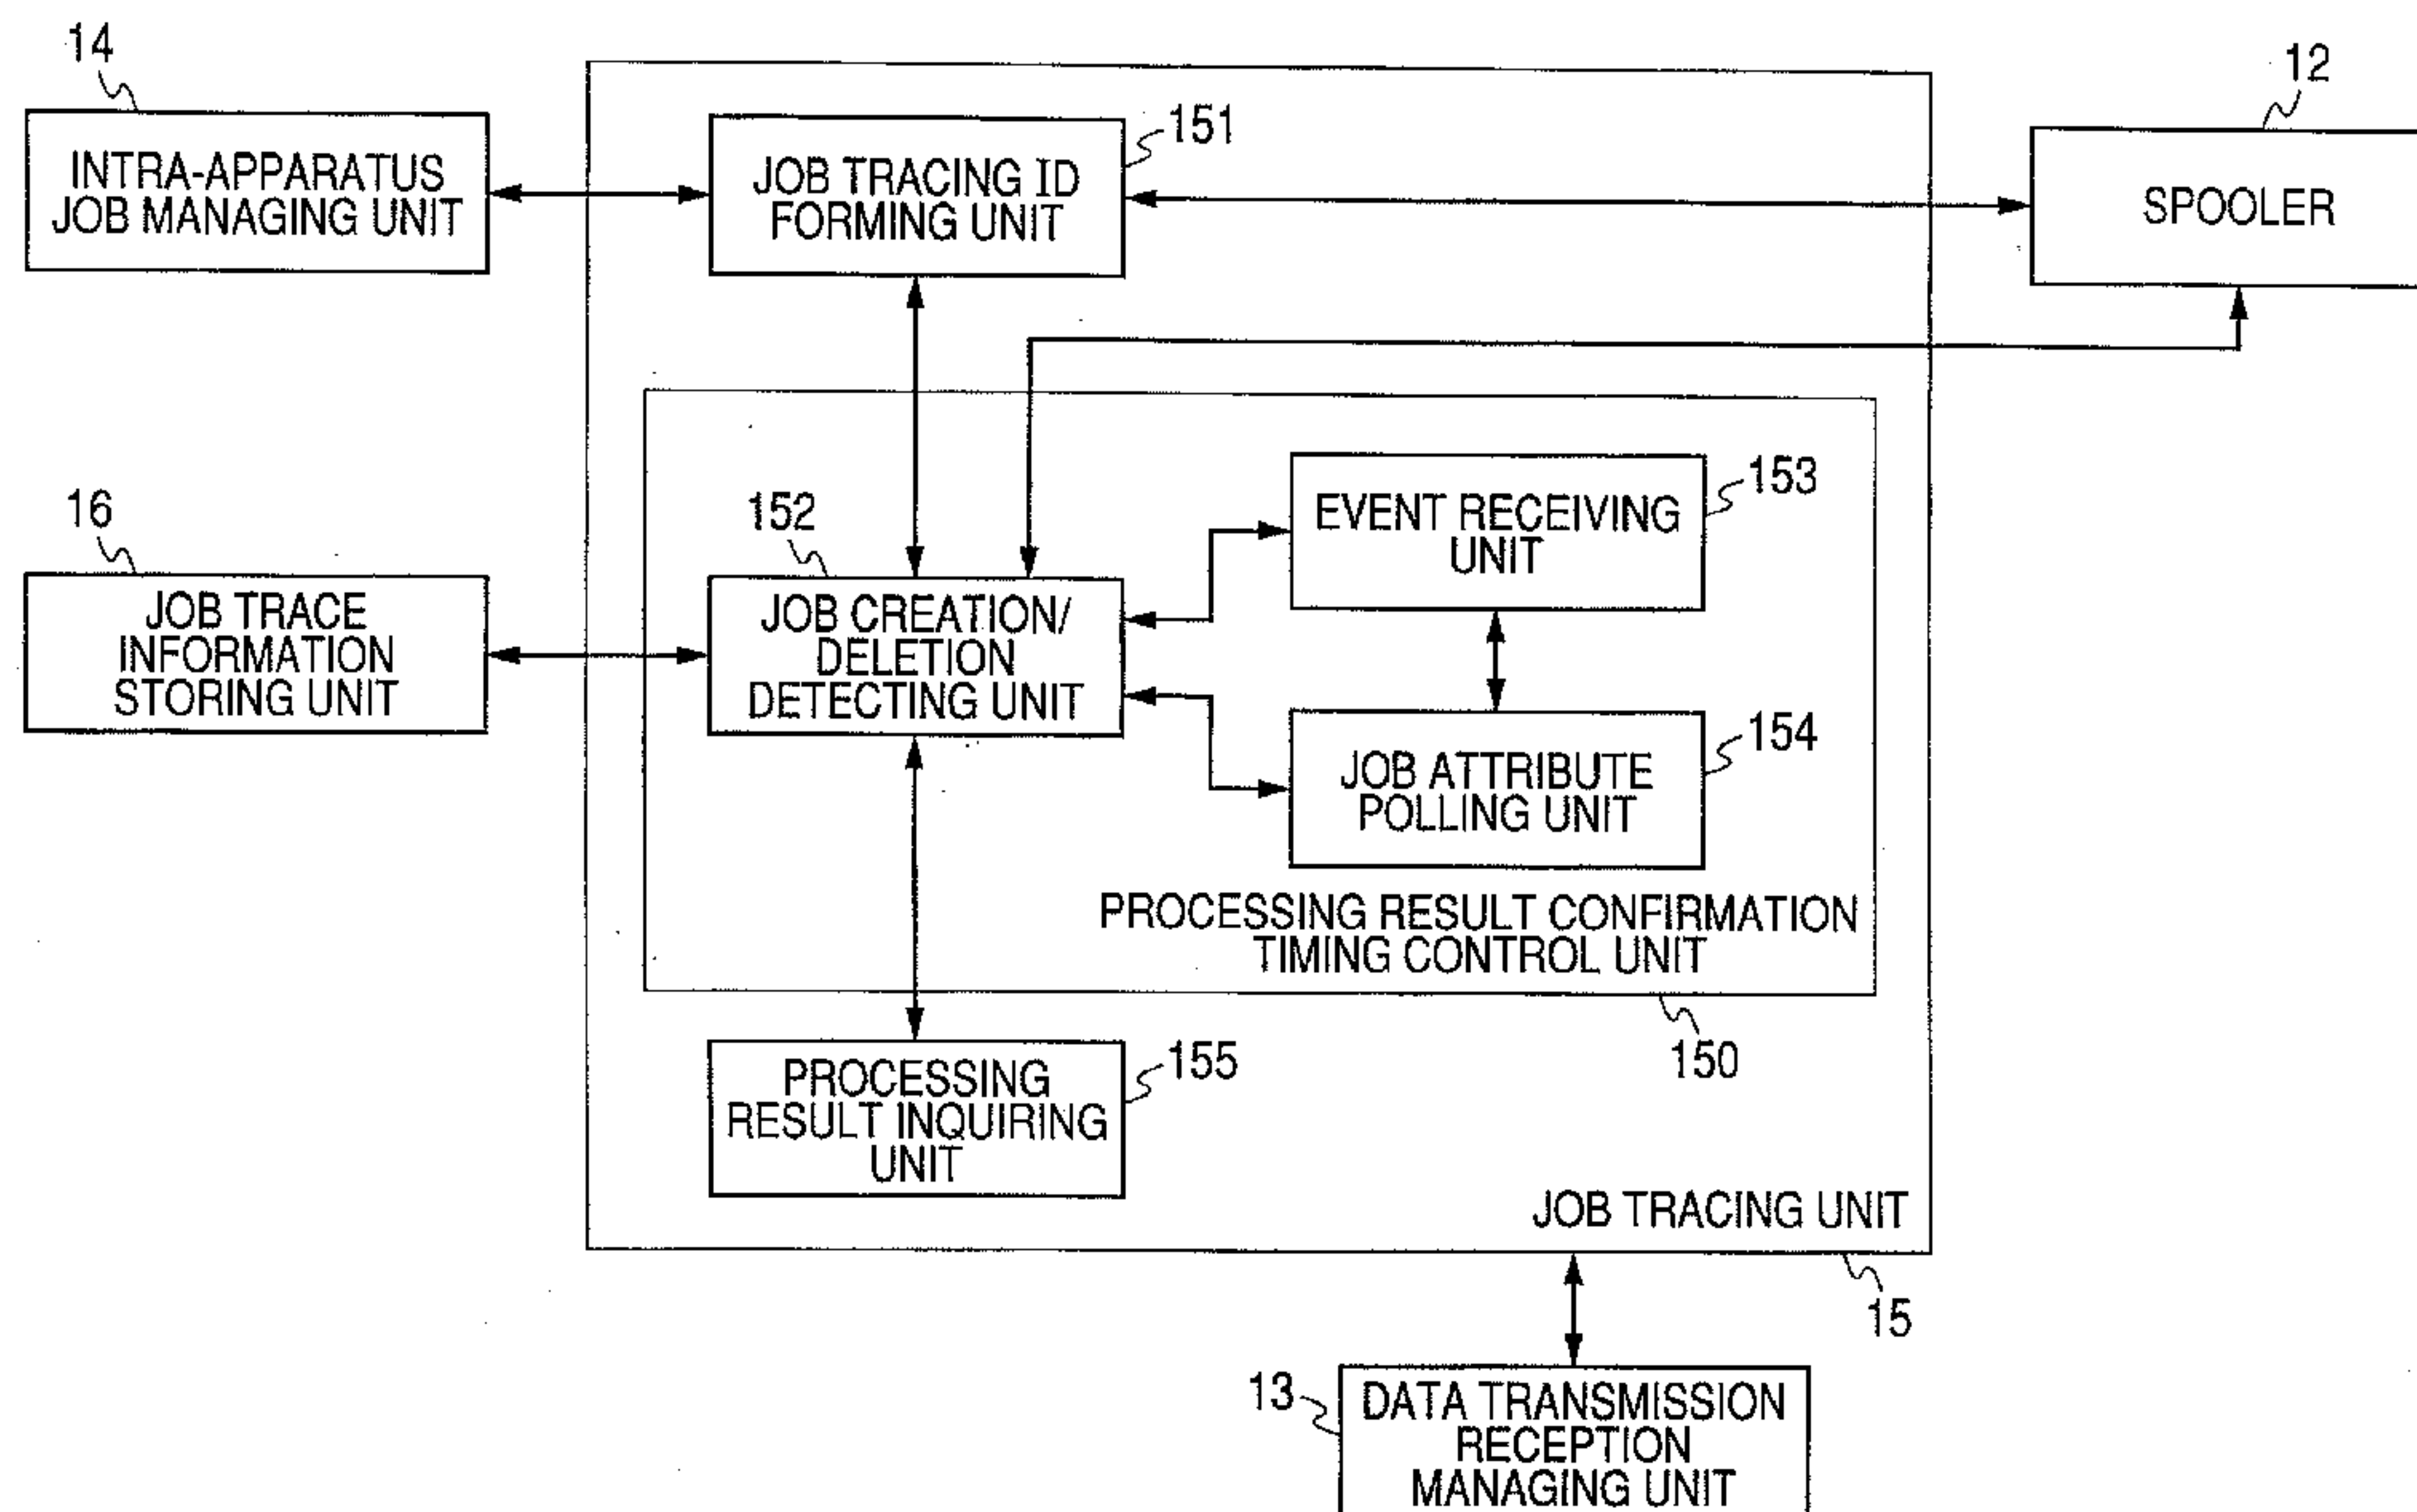 14
INTRA-APPARATUS
JOB MANAGING UNIT
151
JOB TRACING ID
FORMING UNIT
12
SPOOLER
16
JOB TRACE
INFORMATION
STORING UNIT
152
JOB CREATION/
DELETION
DETECTING UNIT
153
EVENT RECEIVING
UNIT
154
JOB ATTRIBUTE
POLLING UNIT
PROCESSING RESULT CONFIRMATION
TIMING CONTROL UNIT
150
155
PROCESSING
RESULT INQUIRING
UNIT
JOB TRACING UNIT
15
13
DATA TRANSMISSION
RECEPTION
MANAGING UNIT